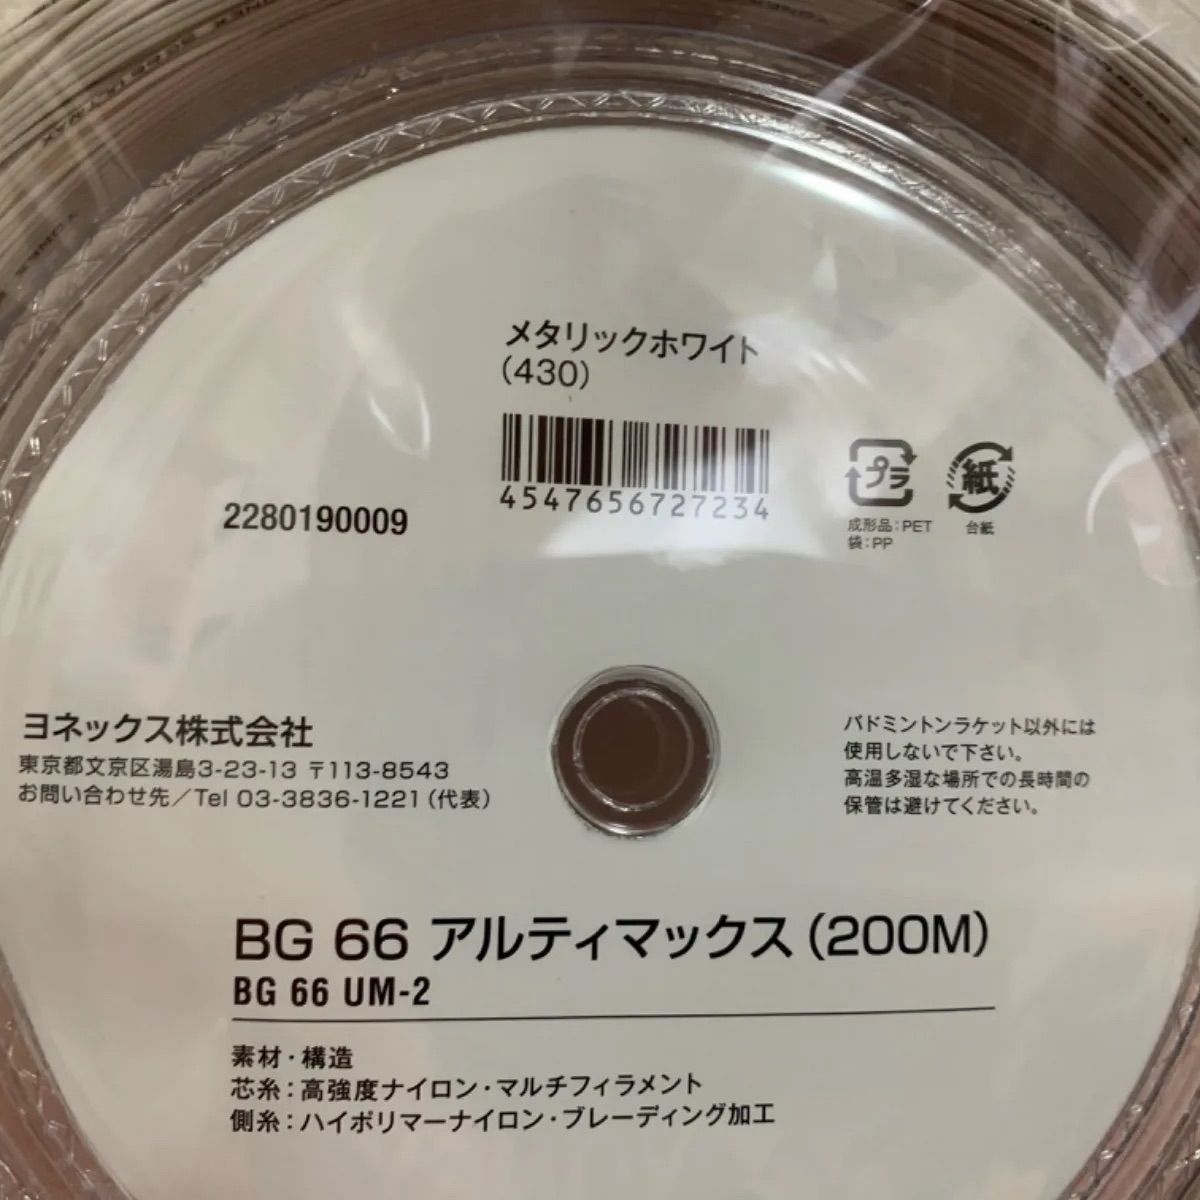 メタリックホワイト
(430)
4547656727234
2280190009
プラ
紙
成形品:PET
袋:PP
台紙
ヨネックス株式会社
東京都文京区湯島3-23-13 〒113-8543
お問い合わせ先／Tel 03-3836-1221(代表)
バドミントンラケット以外には
使用しないで下さい。
高温多湿な場所での長時間の
保管は避けてください。
BG 66 アルティマックス(200M)
BG 66 UM-2
素材・構造
芯糸:高強度ナイロン・マルチフィラメント
側糸:ハイポリマーナイロン・ブレーディング加工